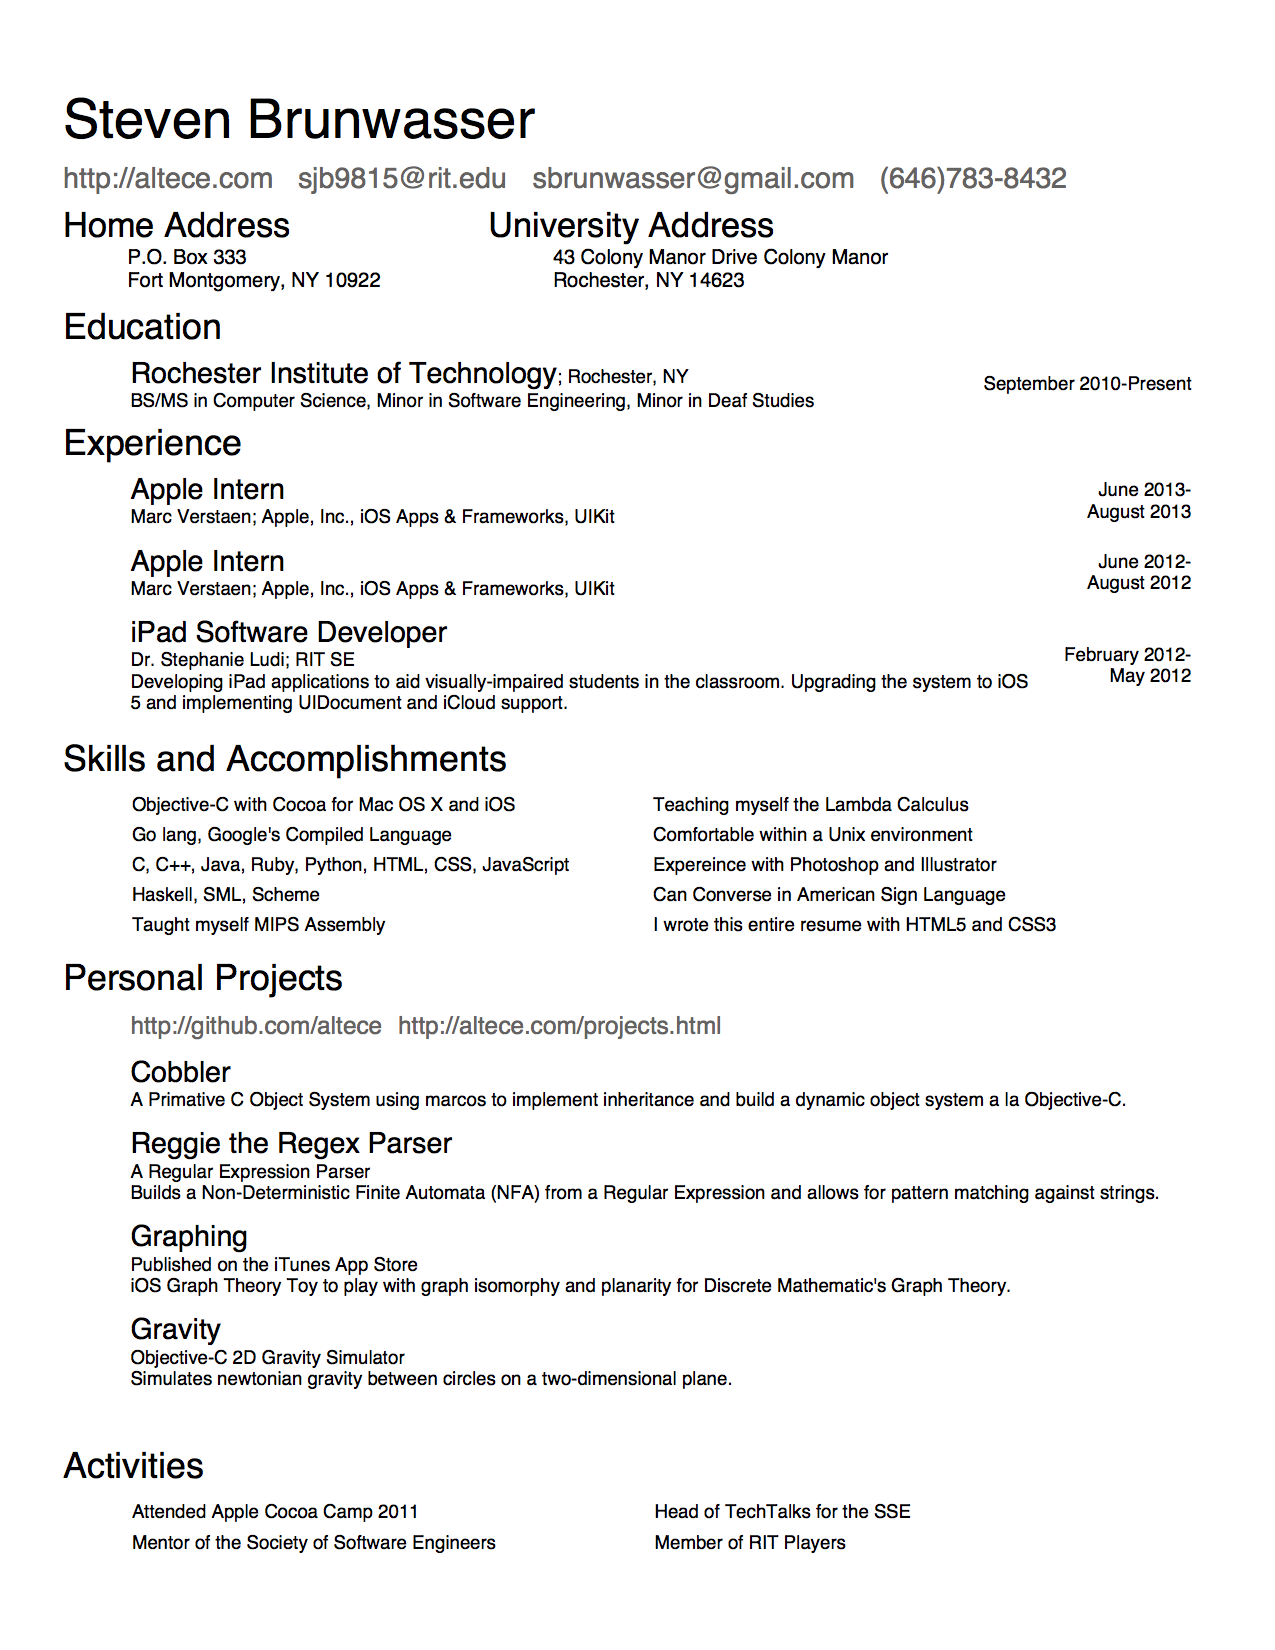 Steven Brunwasser
http://altece.com sjb9815@rit.edu sbrunwasser@gmail.com (646)783-8432
Home Address
P.O. Box 333
Fort Montgomery, NY 10922
University Address
43 Colony Manor Drive Colony Manor
Rochester, NY 14623
Education
Rochester Institute of Technology; Rochester, NY
BS/MS in Computer Science, Minor in Software Engineering, Minor in Deaf Studies
September 2010-Present
Experience
Apple Intern
Marc Verstaen; Apple, Inc., iOS Apps & Frameworks, UIKit
June 2013-
August 2013
Apple Intern
Marc Verstaen; Apple, Inc., iOS Apps & Frameworks, UIKit
June 2012-
August 2012
iPad Software Developer
Dr. Stephanie Ludi; RIT SE
Developing iPad applications to aid visually-impaired students in the classroom. Upgrading the system to iOS
5 and implementing UIDocument and iCloud support.
February 2012-
May 2012
Skills and Accomplishments
Objective-C with Cocoa for Mac OS X and iOS
Go lang, Google's Compiled Language
C, C++, Java, Ruby, Python, HTML, CSS, JavaScript
Haskell, SML, Scheme
Taught myself MIPS Assembly
Teaching myself the Lambda Calculus
Comfortable within a Unix environment
Expereince with Photoshop and Illustrator
Can Converse in American Sign Language
I wrote this entire resume with HTML5 and CSS3
Personal Projects
http://github.com/altece http://altece.com/projects.html
Cobbler
A Primative C Object System using marcos to implement inheritance and build a dynamic object system a la Objective-C.
Reggie the Regex Parser
A Regular Expression Parser
Builds a Non-Deterministic Finite Automata (NFA) from a Regular Expression and allows for pattern matching against strings.
Graphing
Published on the iTunes App Store
iOS Graph Theory Toy to play with graph isomorphy and planarity for Discrete Mathematic's Graph Theory.
Gravity
Objective-C 2D Gravity Simulator
Simulates newtonian gravity between circles on a two-dimensional plane.
Activities
Attended Apple Cocoa Camp 2011
Mentor of the Society of Software Engineers
Head of TechTalks for the SSE
Member of RIT Players